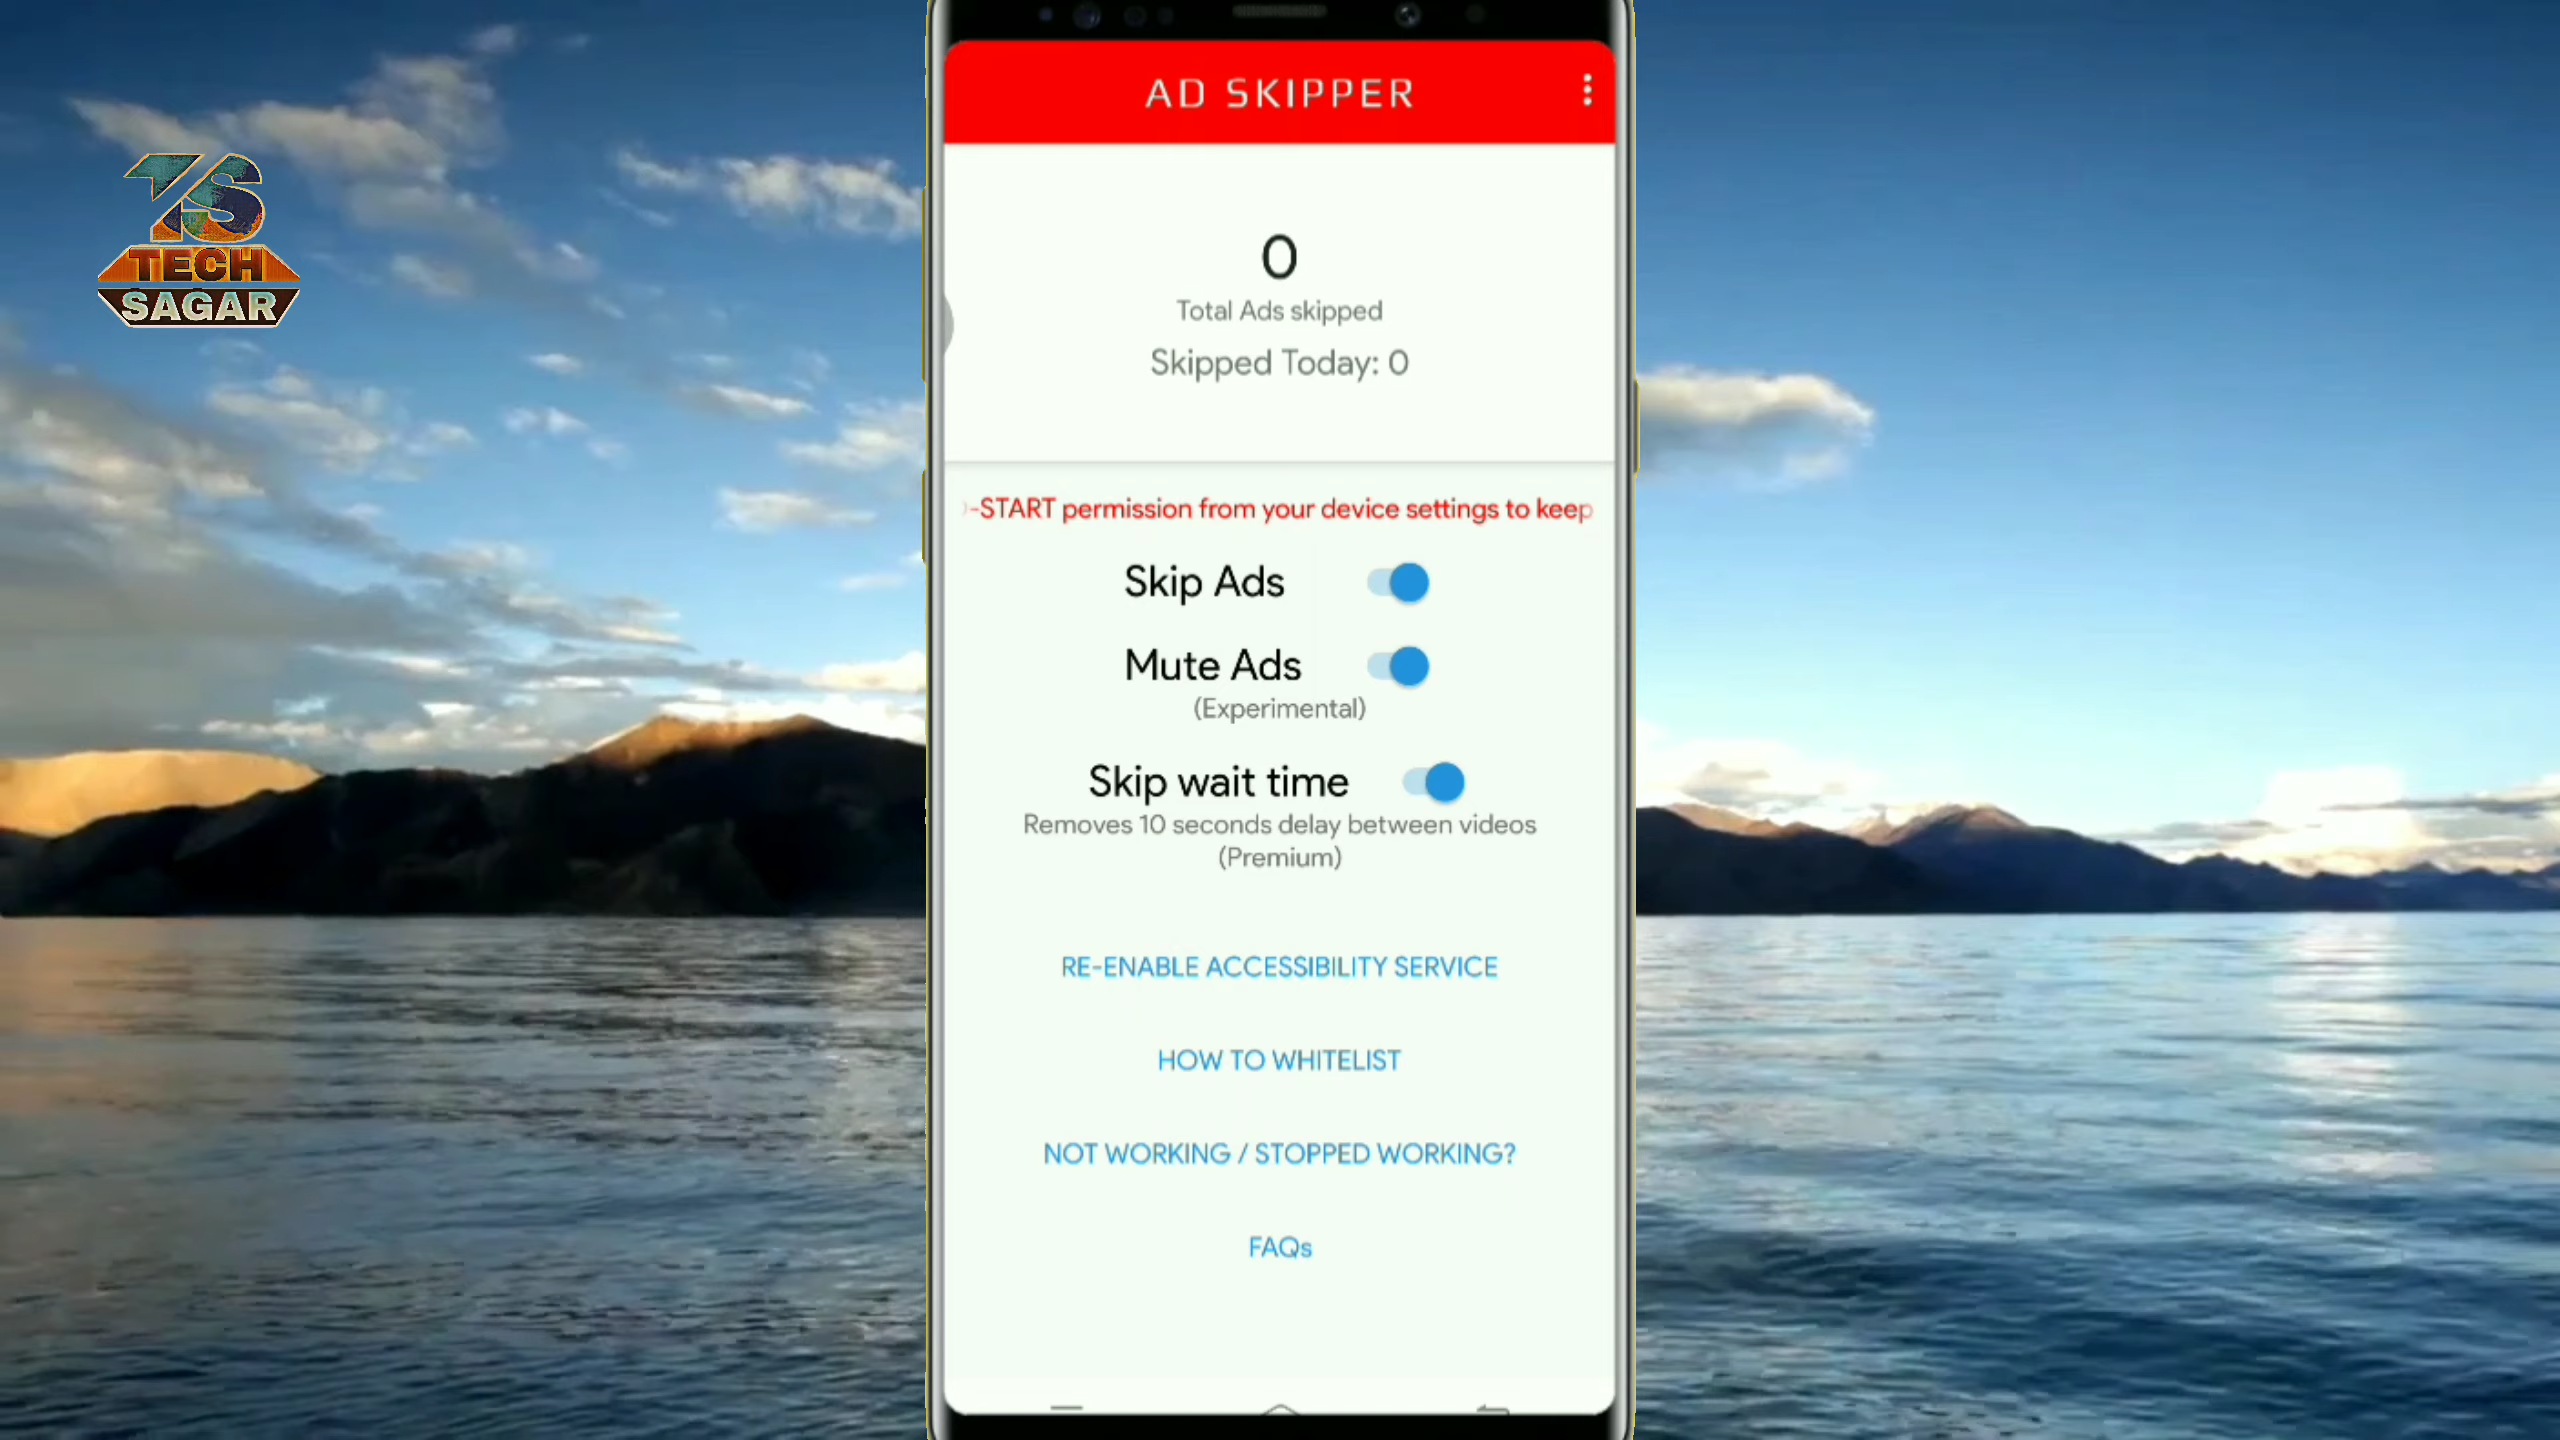 TS
TECH
SAGAR
AD SKIPPER
0
Total Ads skipped
Skipped Today: 0
-START permission from your device settings to keep
Skip Ads
Mute Ads
(Experimental)
Skip wait time
Removes 10 seconds delay between videos
(Premium)
RE-ENABLE ACCESSIBILITY SERVICE
HOW TO WHITELIST
NOT WORKING / STOPPED WORKING?
FAQs